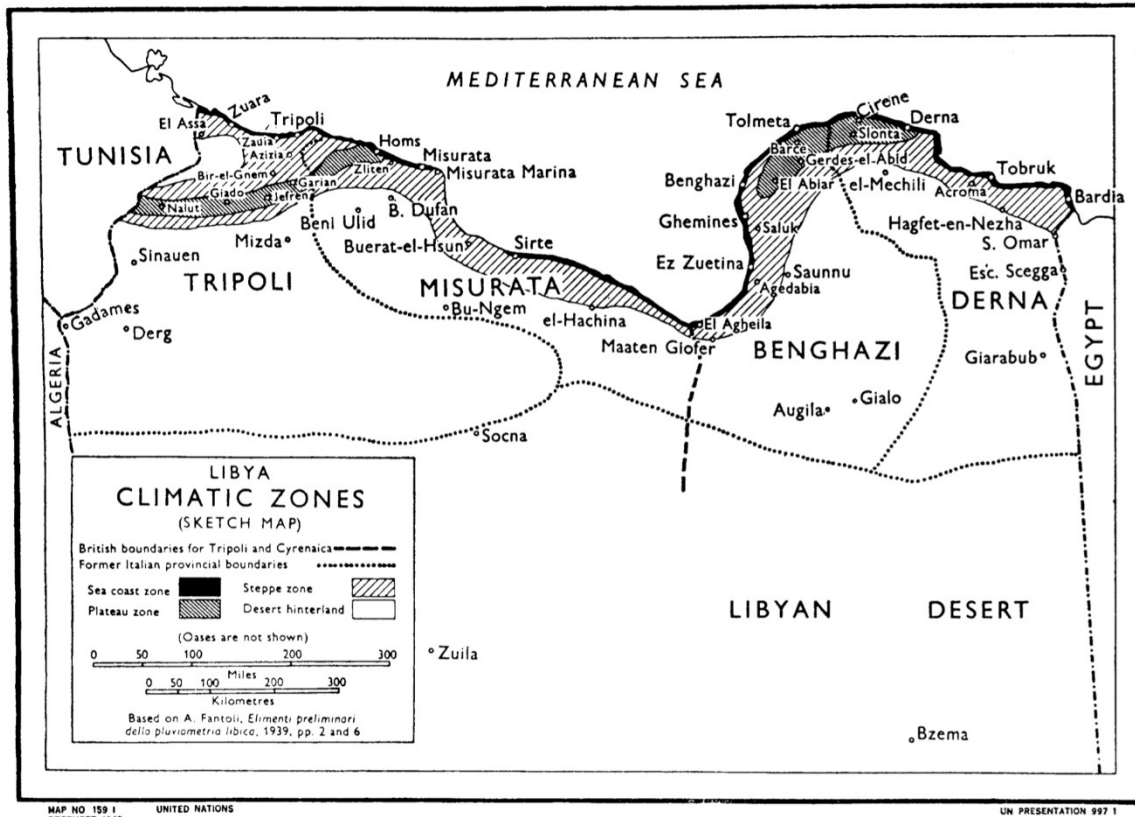 MEDITERRANEAN SEA
El Assa
Zuara
Tripoli
Zauia
Azizia
Homs
TUNISIA
Bir-el-Gnem
Garian
Zliten
Misurata
Misurata Marina
Giado
Jefren
Nalut
Beni Ulid
B. Dufan
Mizda
Buerat-el-Hsun
Sirte
Sinauen
TRIPOLI
MISURATA
Bu-Ngem
el-Hachina
Gadames
Derg
ALGERIA
Socna
Tolmeta
Cirene
Derna
Slonta
Barce
Gerdes-el-Abid
Benghazi
El Abiar
el-Mechili
Acroma
Tobruk
Bardia
Ghemines
Saluk
Hagfet-en-Nezha
S. Omar
Ez Zuetina
Saunnu
Agedabia
Esc. Scegga
DERNA
El Agheila
Maaten Giofer
BENGHAZI
Giarabub
EGYPT
Augila
Gialo
LIBYAN DESERT
Zuila
Bzema
LIBYA
CLIMATIC ZONES
(SKETCH MAP)
British boundaries for Tripoli and Cyrenaica
Former Italian provincial boundaries
Sea coast zone Steppe zone
Plateau zone Desert hinterland
(Oases are not shown)
0 50 100 200 300
Miles
0 50 100 200 300
Kilometres
Based on A. Fantoli, Elimenti preliminari
della pluviometria libica, 1939, pp. 2 and 6
MAP NO 159 I UNITED NATIONS
UN PRESENTATION 997 I